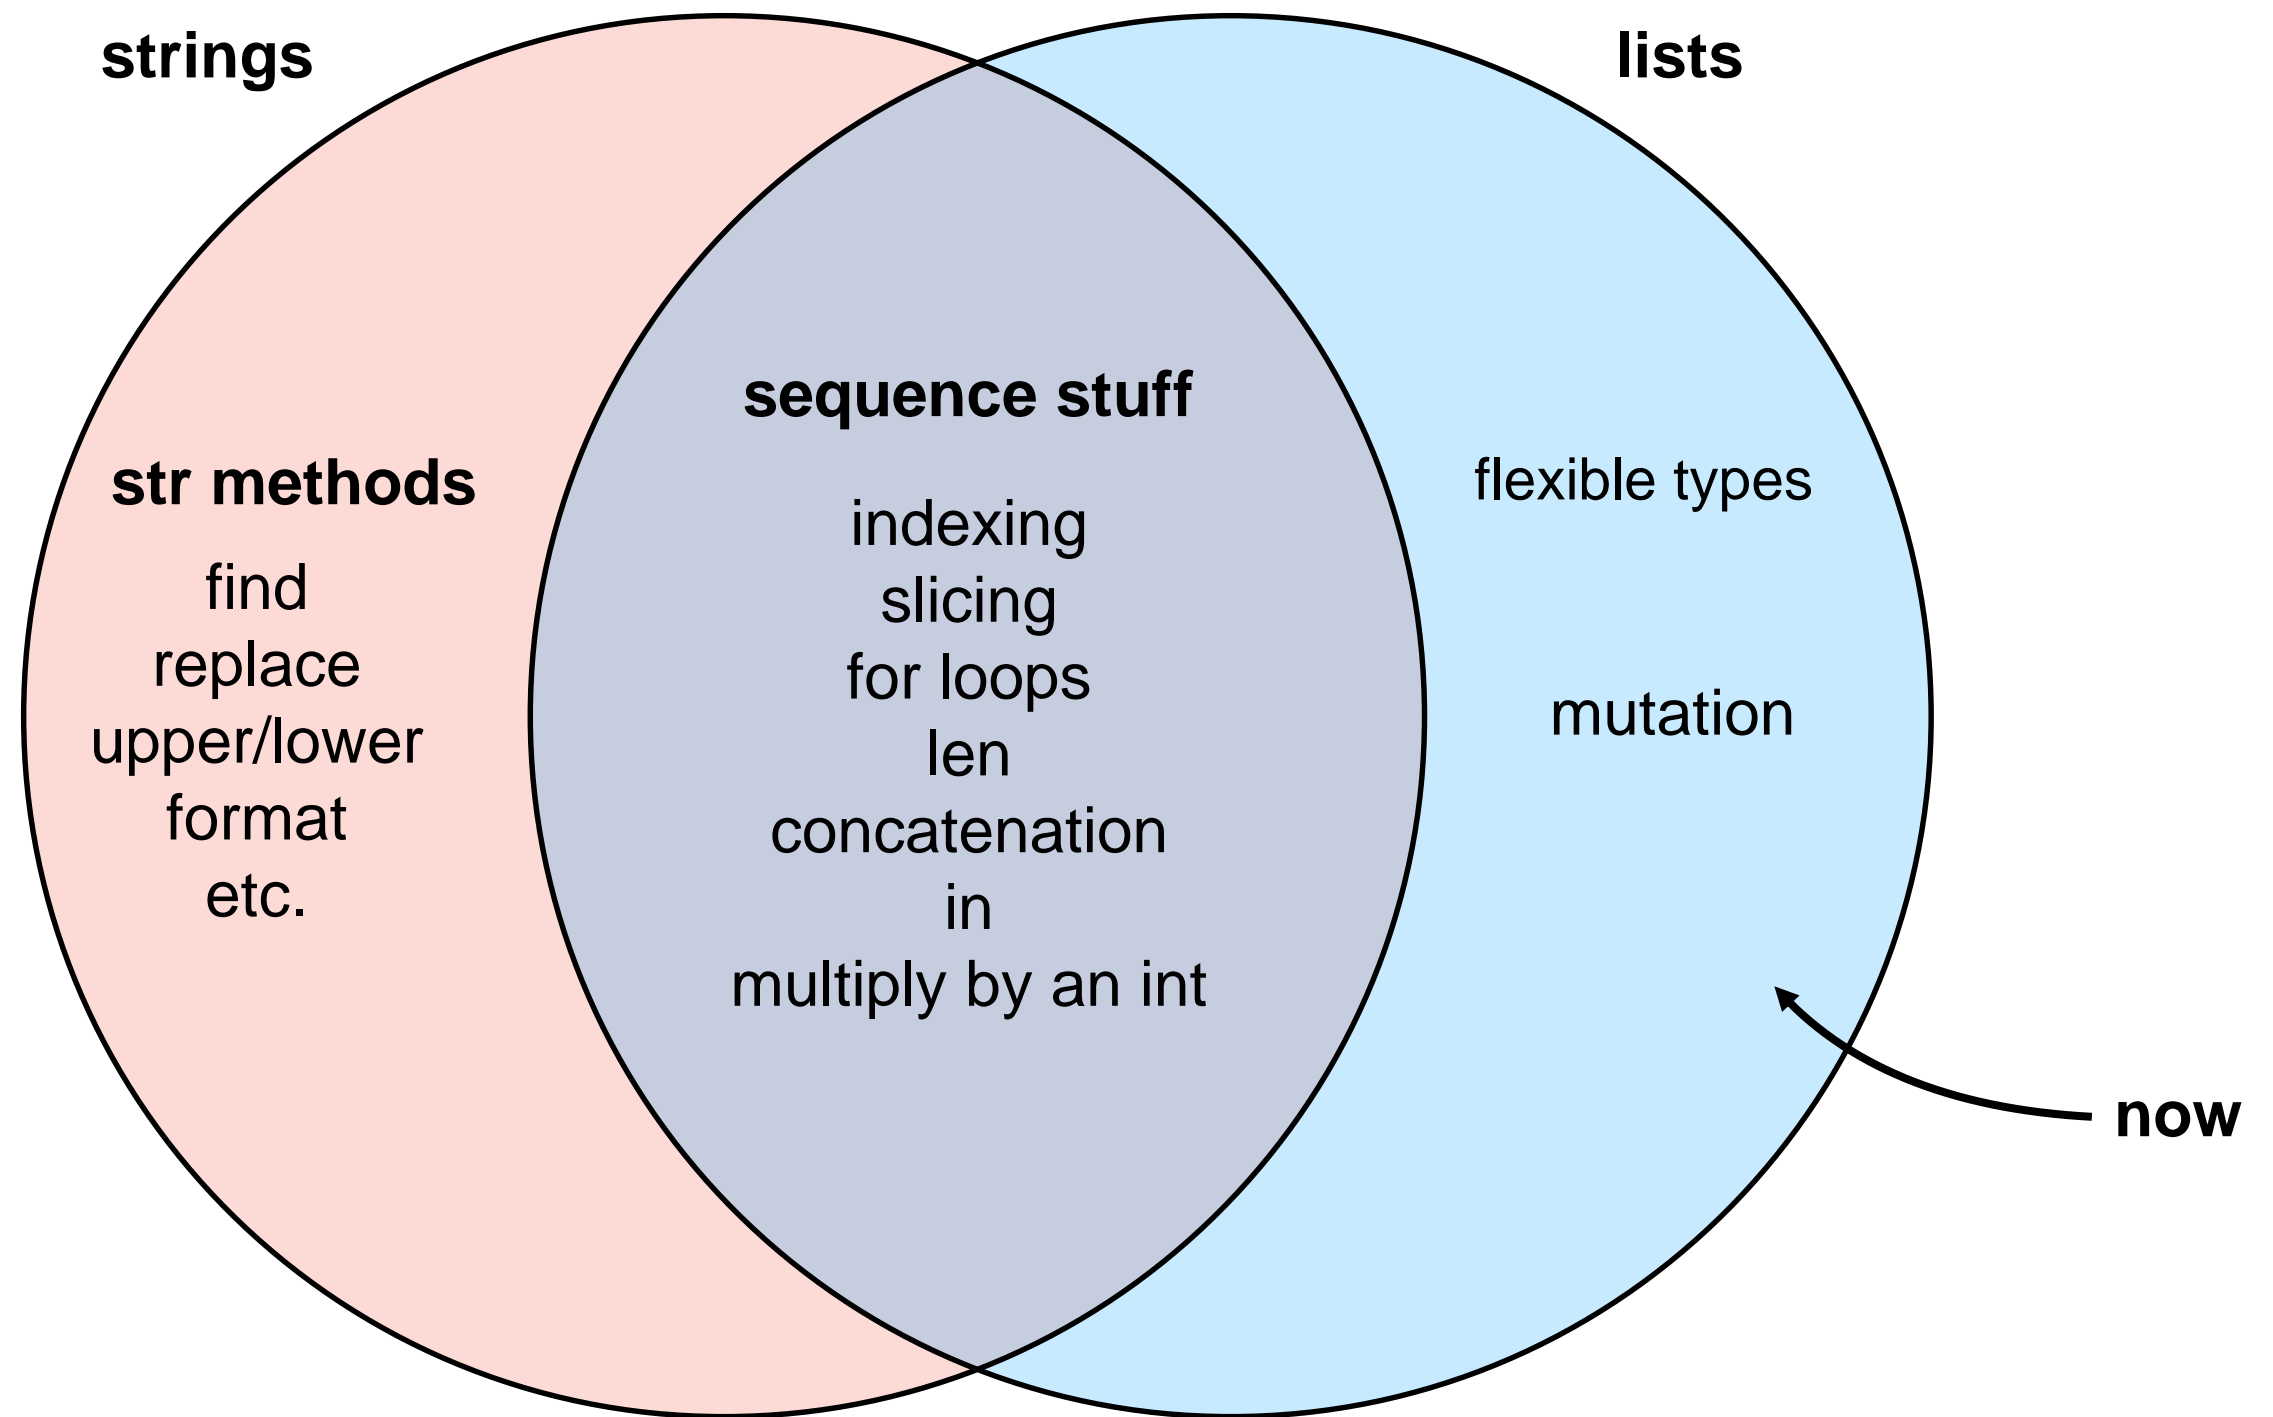 strings
lists
str methods
find
replace
upper/lower
format
etc.
sequence stuff
indexing
slicing
for loops
len
concatenation
in
multiply by an int
flexible types
mutation
now